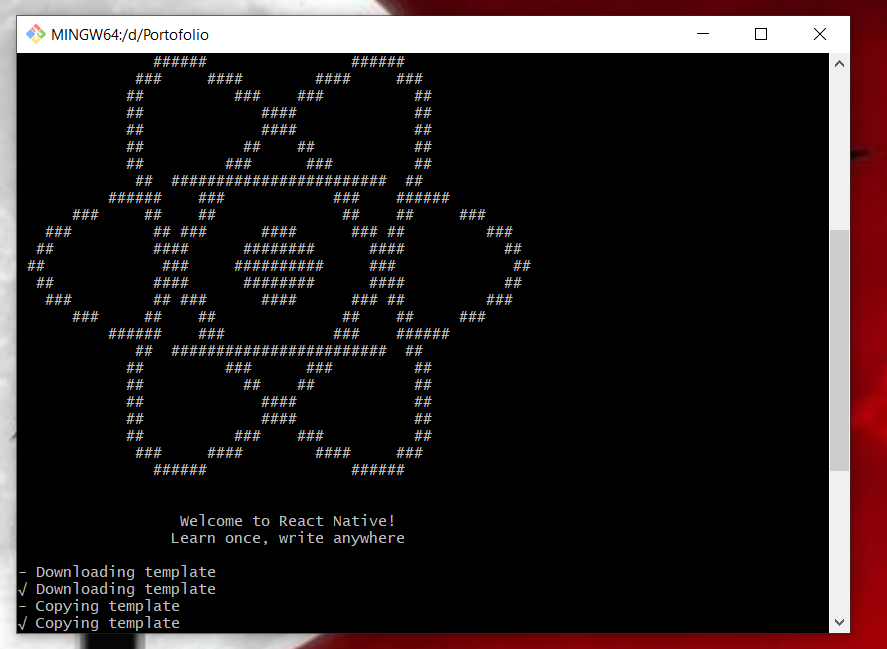 MINGW64:/d/Portofolio
                ######                ######
              ###     ####        ####     ###
             ##          ###    ###          ##
             ##             ####             ##
             ##             ####             ##
             ##           ##    ##           ##
             ##         ###      ###         ##
              ##  ########################  ##
           ######    ###            ###    ######
       ###     ##    ##              ##    ##     ###
    ###         ## ###      ####      ### ##         ###
   ##           ####      ########      ####           ##
  ##             ###     ##########     ###             ##
   ##           ####      ########      ####           ##
    ###         ## ###      ####      ### ##         ###
       ###     ##    ##              ##    ##     ###
           ######    ###            ###    ######
              ##  ########################  ##
             ##         ###      ###         ##
             ##           ##    ##           ##
             ##             ####             ##
             ##             ####             ##
             ##          ###    ###          ##
              ###     ####        ####     ###
                ######                ######
Welcome to React Native!
Learn once, write anywhere
- Downloading template
√ Downloading template
- Copying template
√ Copying template